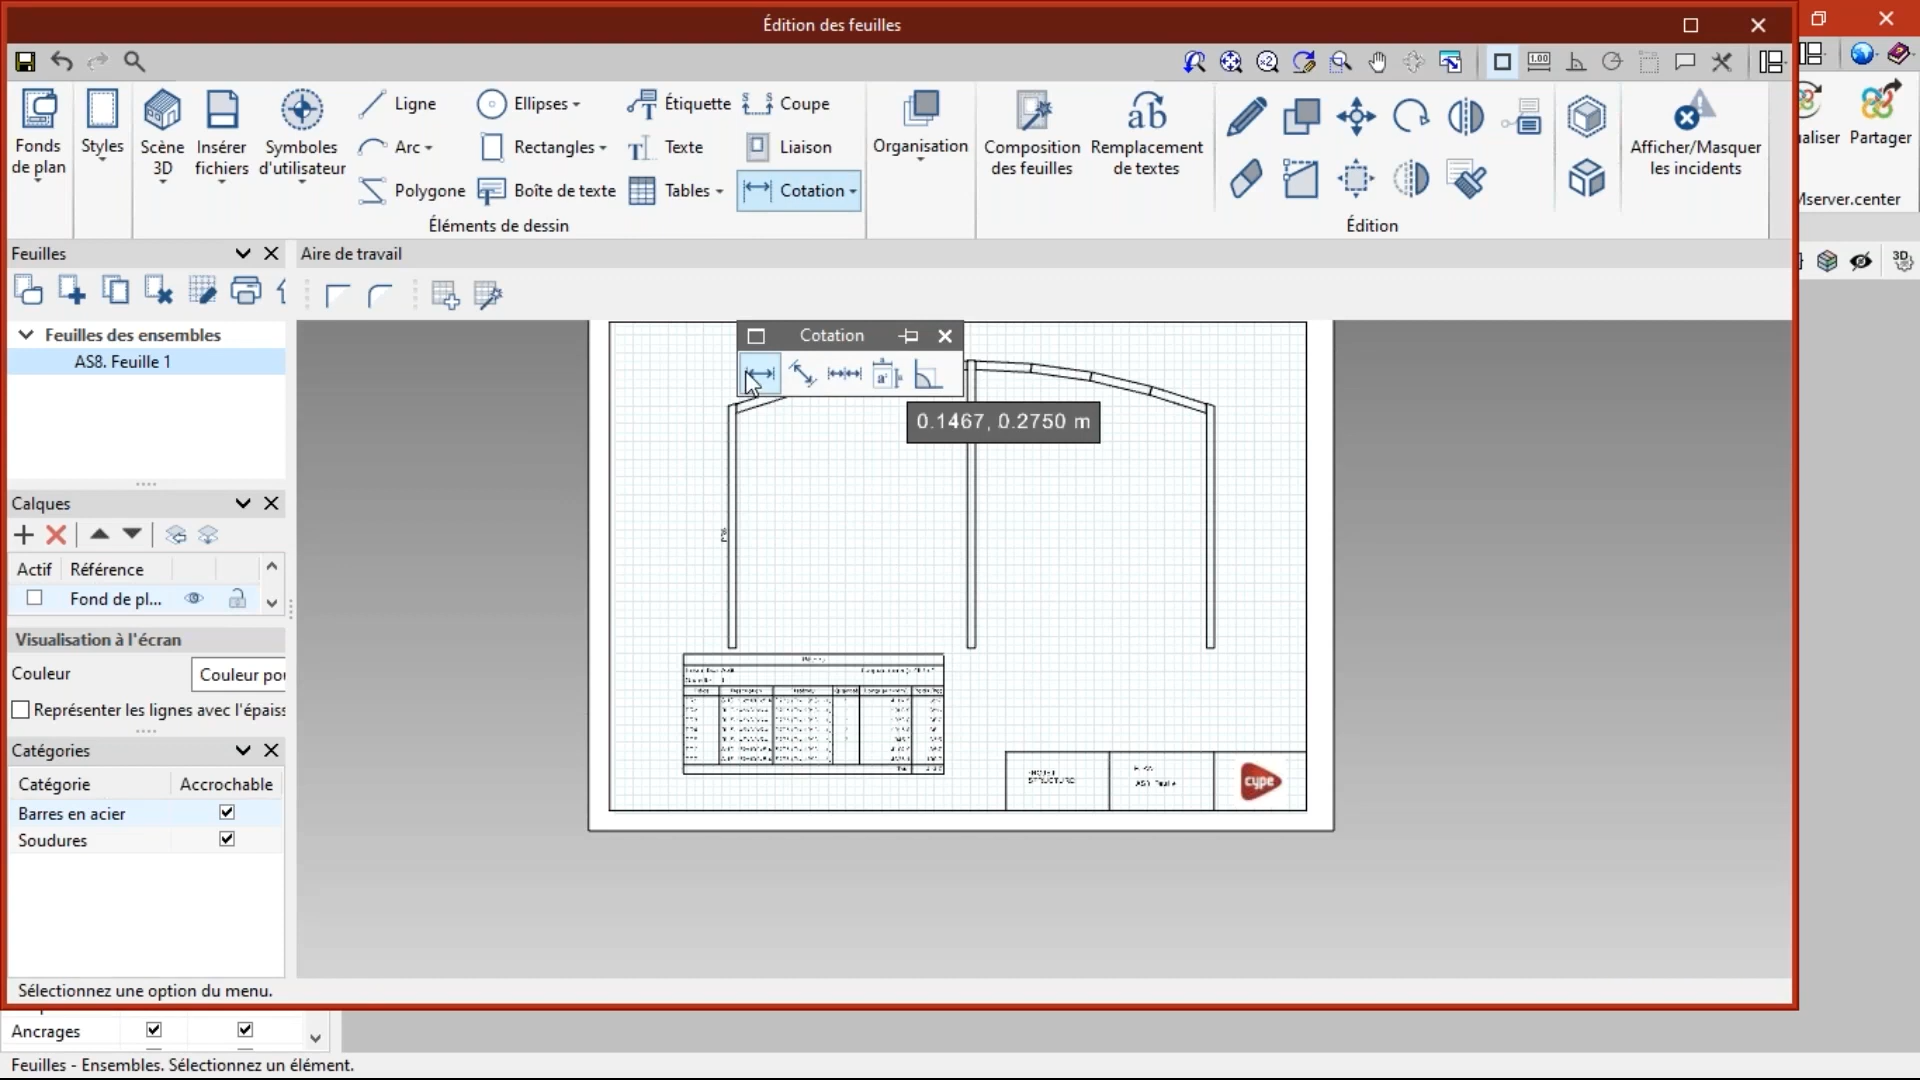 Édition des feuilles
1.00
Fonds de plan
Styles
Scène 3D
Insérer fichiers
Symboles d'utilisateur
Ligne
Ellipses
Étiquette
Coupe
Arc
Rectangles
Texte
Liaison
Polygone
Boîte de texte
Tables
Cotation
Éléments de dessin
Organisation
Composition des feuilles
Remplacement de textes
Édition
Afficher/Masquer les incidents
aliser
Partager
Mserver.center
Feuilles
Aire de travail
Feuilles des ensembles
AS8. Feuille 1
Cotation
0.1467, 0.2750 m
Calques
Actif
Référence
Fond de pl...
Visualisation à l'écran
Couleur
Couleur pou
Représenter les lignes avec l'épaiss
Catégories
Catégorie
Accrochable
Barres en acier
Soudures
STRUCTURE
cype
Sélectionnez une option du menu.
Ancrages
Feuilles - Ensembles. Sélectionnez un élément.
3D